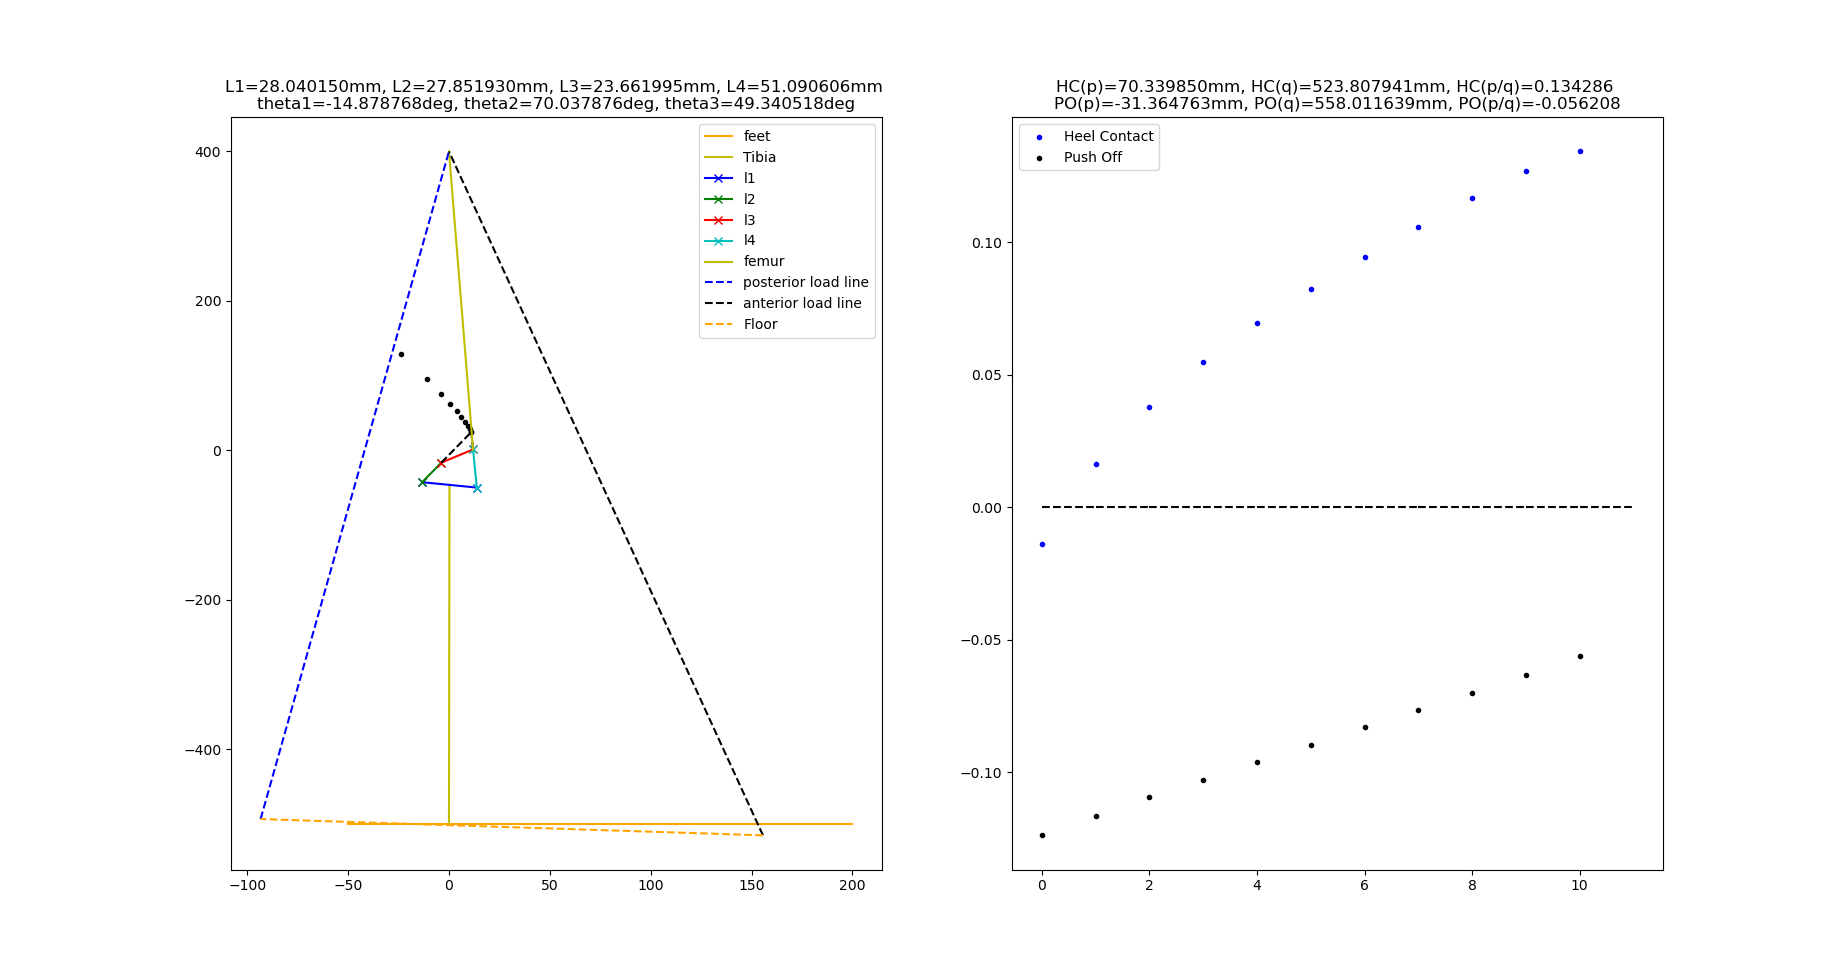 L1=28.040150mm, L2=27.851930mm, L3=23.661995mm, L4=51.090606mm
theta1=-14.878768deg, theta2=70.037876deg, theta3=49.340518deg
400
200
0
−200
−400
−100
−50
0
50
100
150
200
feet
Tibia
l1
l2
l3
l4
femur
posterior load line
anterior load line
Floor
HC(p)=70.339850mm, HC(q)=523.807941mm, HC(p/q)=0.134286
PO(p)=-31.364763mm, PO(q)=558.011639mm, PO(p/q)=-0.056208
Heel Contact
Push Off
0.10
0.05
0.00
−0.05
−0.10
0
2
4
6
8
10